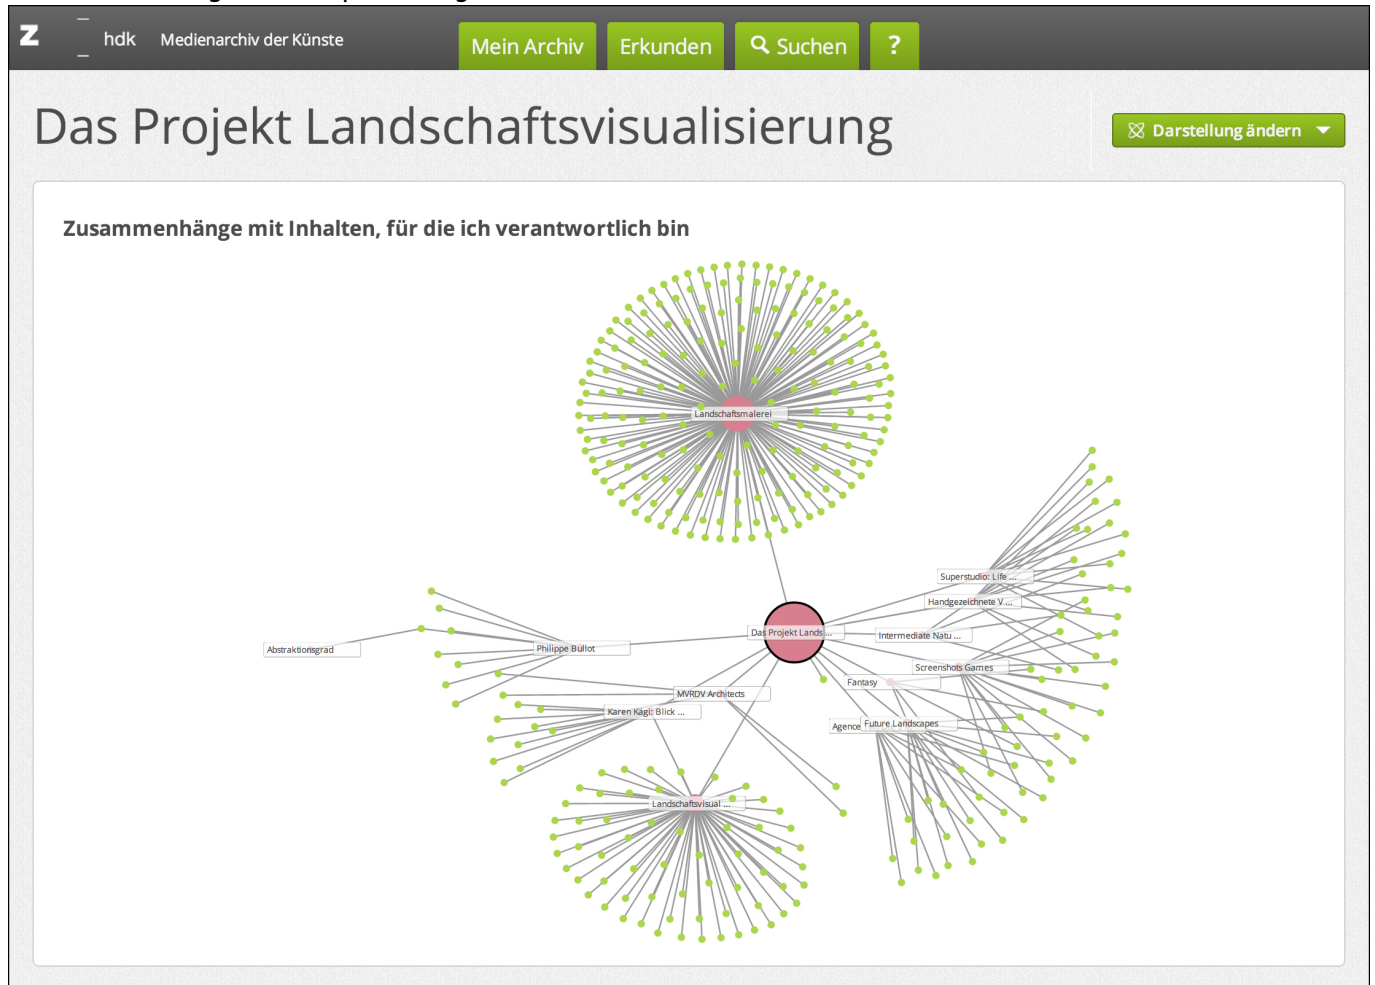 Z hdk Medienarchiv der Künste Mein Archiv Erkunden Suchen ?
Das Projekt Landschaftsvisualisierung
Darstellung ändern
Zusammenhänge mit Inhalten, für die ich verantwortlich bin
Landschaftsmalerei
Superstudio: Life ...
Handgezeichnete V ...
Das Projekt Lands ...
Intermediate Natu ...
Abstraktionsgrad
Philippe Bullot
Screenshots Games
Fantasy
MVRDV Architects
Karen Kägi: Blick ...
Agence
Future Landscapes
Landschaftsvisual ...